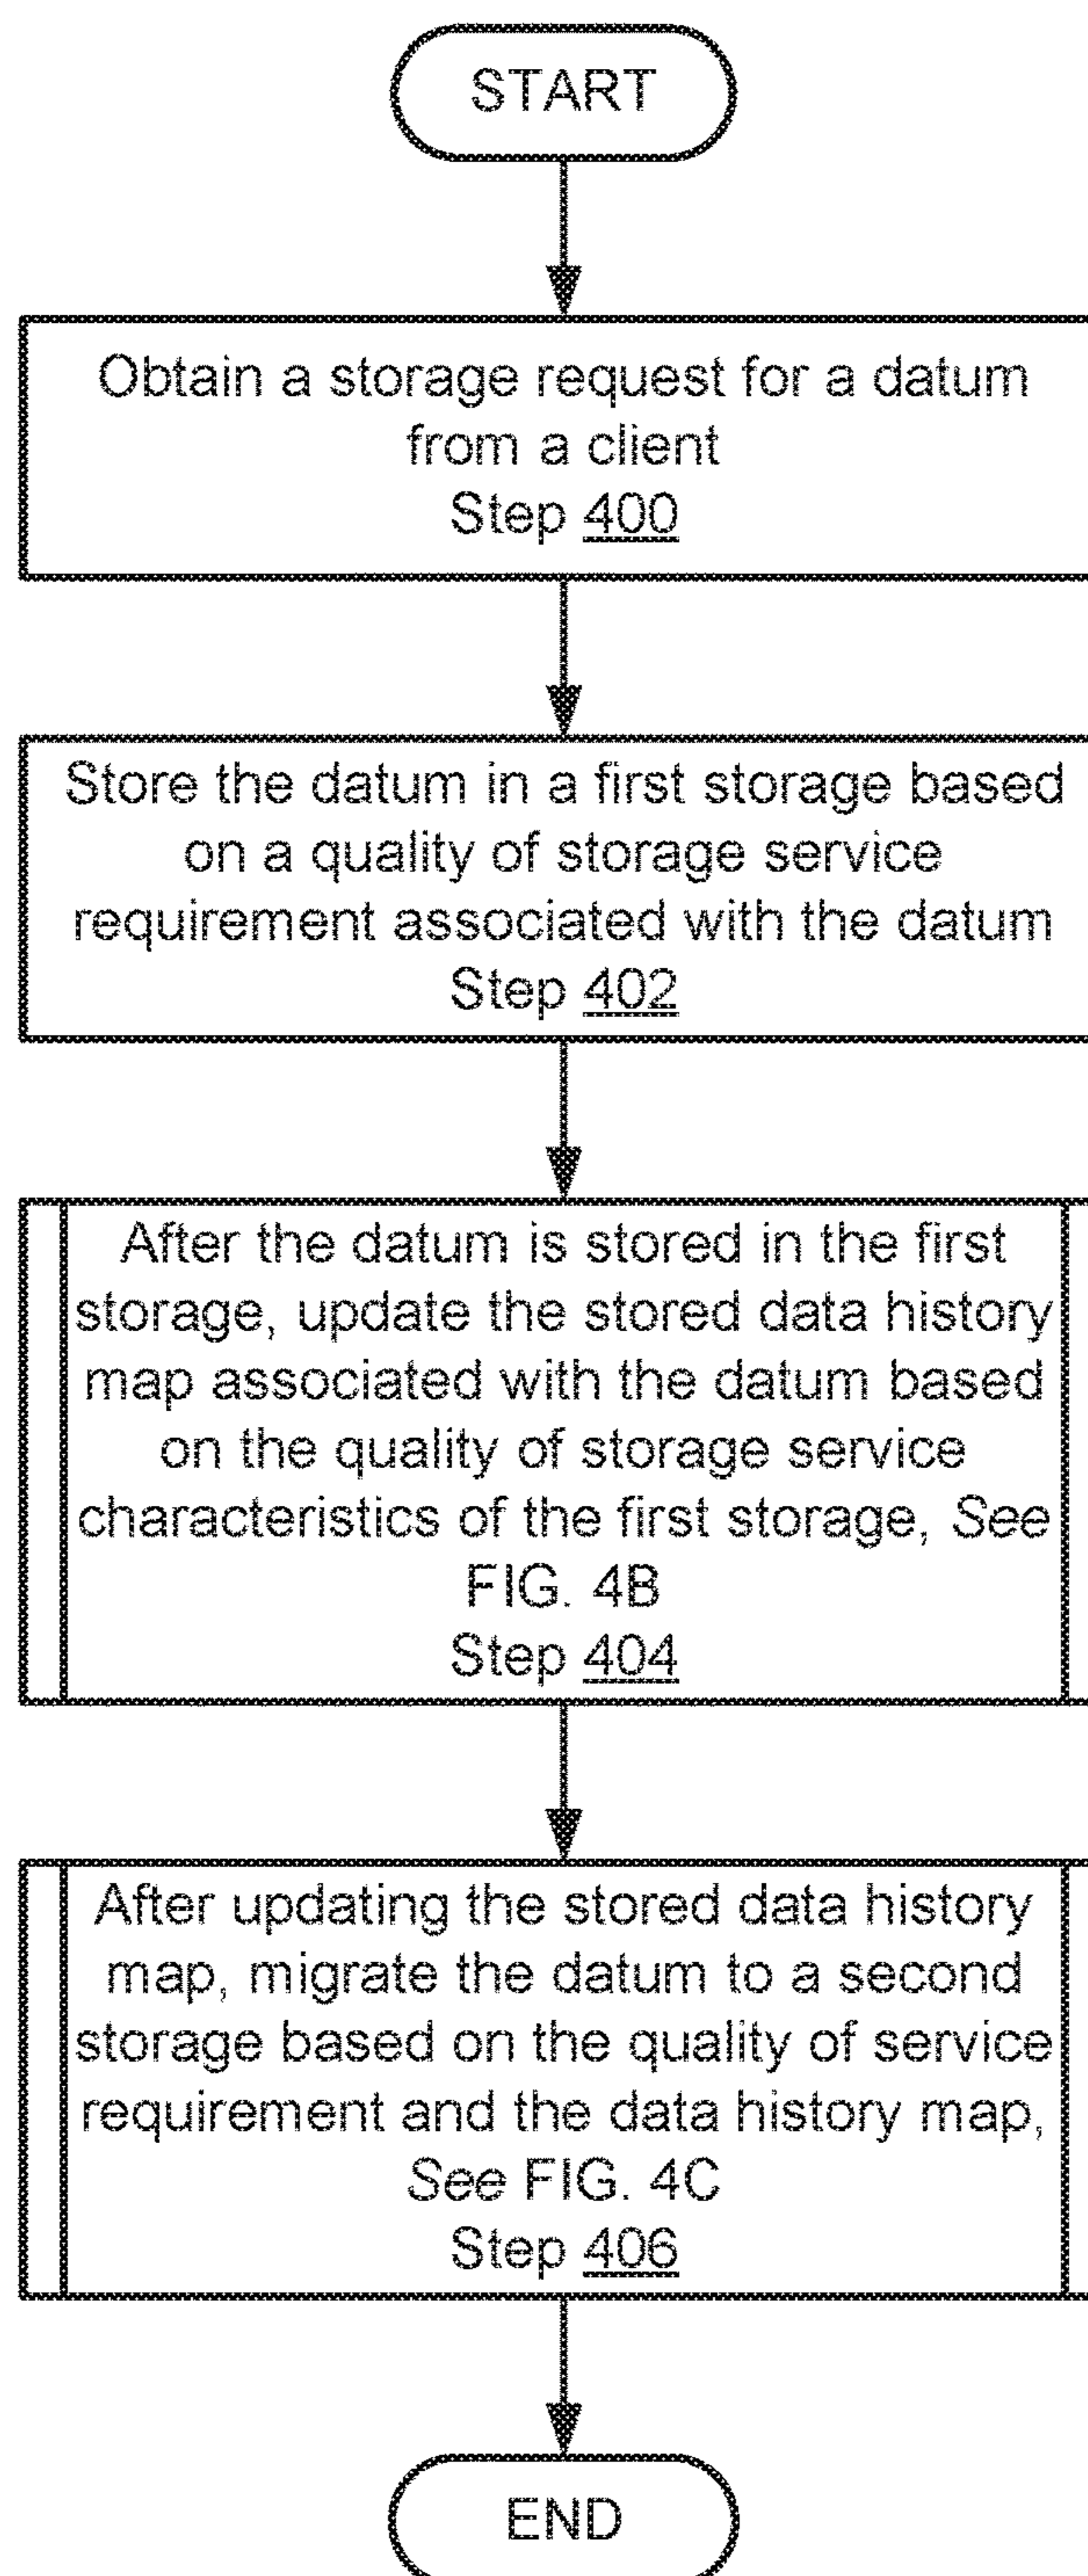 START
Obtain a storage request for a datum
from a client
Step 400
Store the datum in a first storage based
on a quality of storage service
requirement associated with the datum
Step 402
After the datum is stored in the first
storage, update the stored data history
map associated with the datum based
on the quality of storage service
characteristics of the first storage, See
FIG. 4B
Step 404
After updating the stored data history
map, migrate the datum to a second
storage based on the quality of service
requirement and the data history map,
See FIG. 4C
Step 406
END